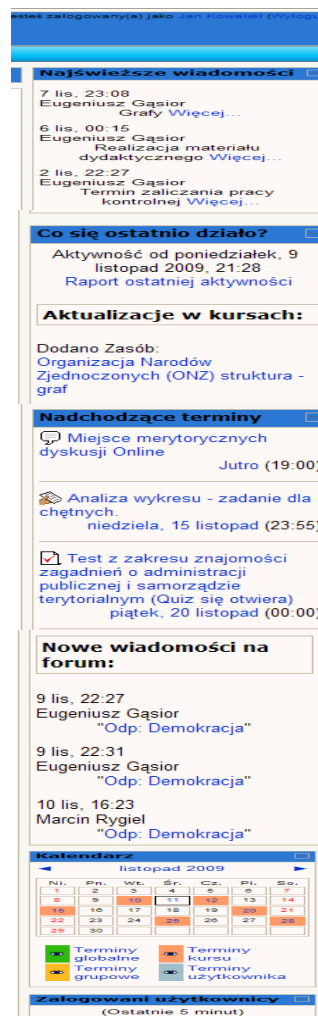 jesteś zalogowany(a) jako Jan Kowalski (Wylogu
Najświeższe wiadomości
7 lis, 23:08
Eugeniusz Gąsior
Grafy Więcej...
6 lis, 00:15
Eugeniusz Gąsior
Realizacja materiału
dydaktycznego Więcej...
2 lis, 22:27
Eugeniusz Gąsior
Termin zaliczania pracy
kontrolnej Więcej...
Co się ostatnio działo?
Aktywność od poniedziałek, 9
listopad 2009, 21:28
Raport ostatniej aktywności
Aktualizacje w kursach:
Dodano Zasób:
Organizacja Narodów
Zjednoczonych (ONZ) struktura -
graf
Nadchodzące terminy
Miejsce merytorycznych
dyskusji Online
Jutro (19:00)
Analiza wykresu - zadanie dla
chętnych.
niedziela, 15 listopad (23:55)
Test z zakresu znajomości
zagadnień o administracji
publicznej i samorządzie
terytorialnym (Quiz się otwiera)
piątek, 20 listopad (00:00)
Nowe wiadomości na
forum:
9 lis, 22:27
Eugeniusz Gąsior
"Odp: Demokracja"
9 lis, 22:31
Eugeniusz Gąsior
"Odp: Demokracja"
10 lis, 16:23
Marcin Rygiel
"Odp: Demokracja"
Kalendarz
listopad 2009
Ni. Pn. Wt. Śr. Cz. Pi. So.
1 2 3 4 5 6 7
8 9 10 11 12 13 14
15 16 17 18 19 20 21
22 23 24 25 26 27 28
29 30
Terminy globalne Terminy kursu
Terminy grupowe Terminy użytkownika
Zalogowani użytkownicy
(Ostatnie 5 minut)